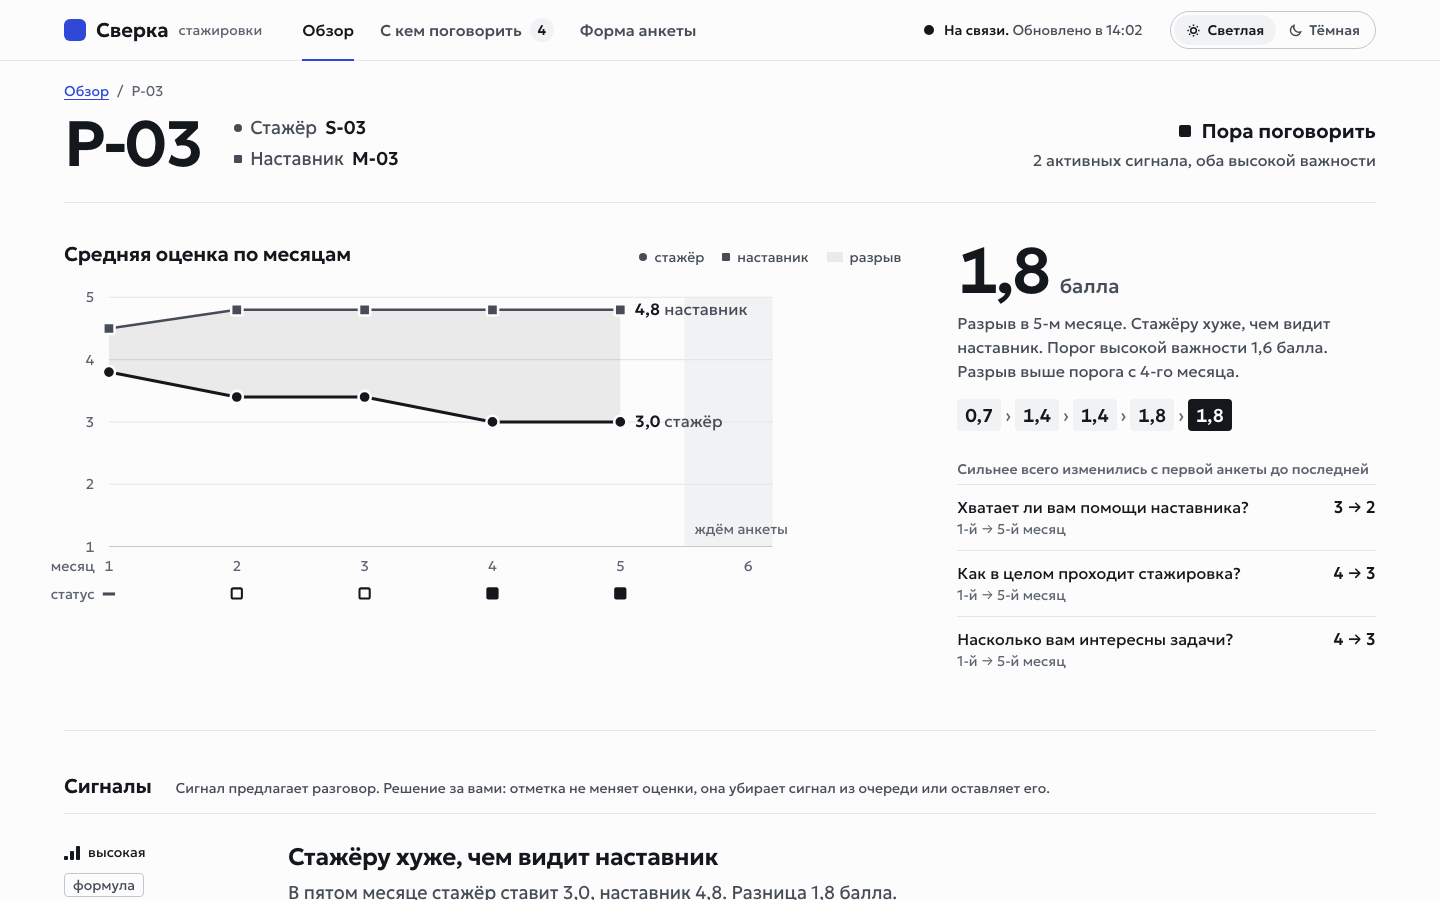 Сверка стажировки Обзор С кем поговорить 4 Форма анкеты На связи. Обновлено в 14:02 Светлая Тёмная
Обзор / P-03
P-03
Стажёр S-03
Наставник M-03
Пора поговорить
2 активных сигнала, оба высокой важности
Средняя оценка по месяцам
стажёр наставник разрыв
5
4
3
2
1
4,8 наставник
3,0 стажёр
ждём анкеты
месяц 1 2 3 4 5 6
статус
1,8 балла
Разрыв в 5-м месяце. Стажёру хуже, чем видит
наставник. Порог высокой важности 1,6 балла.
Разрыв выше порога с 4-го месяца.
0,7 › 1,4 › 1,4 › 1,8 › 1,8
Сильнее всего изменились с первой анкеты до последней
Хватает ли вам помощи наставника? 3 → 2
1-й → 5-й месяц
Как в целом проходит стажировка? 4 → 3
1-й → 5-й месяц
Насколько вам интересны задачи? 4 → 3
1-й → 5-й месяц
Сигналы Сигнал предлагает разговор. Решение за вами: отметка не меняет оценки, она убирает сигнал из очереди или оставляет его.
высокая
формула
Стажёру хуже, чем видит наставник
В пятом месяце стажёр ставит 3,0, наставник 4,8. Разница 1,8 балла.